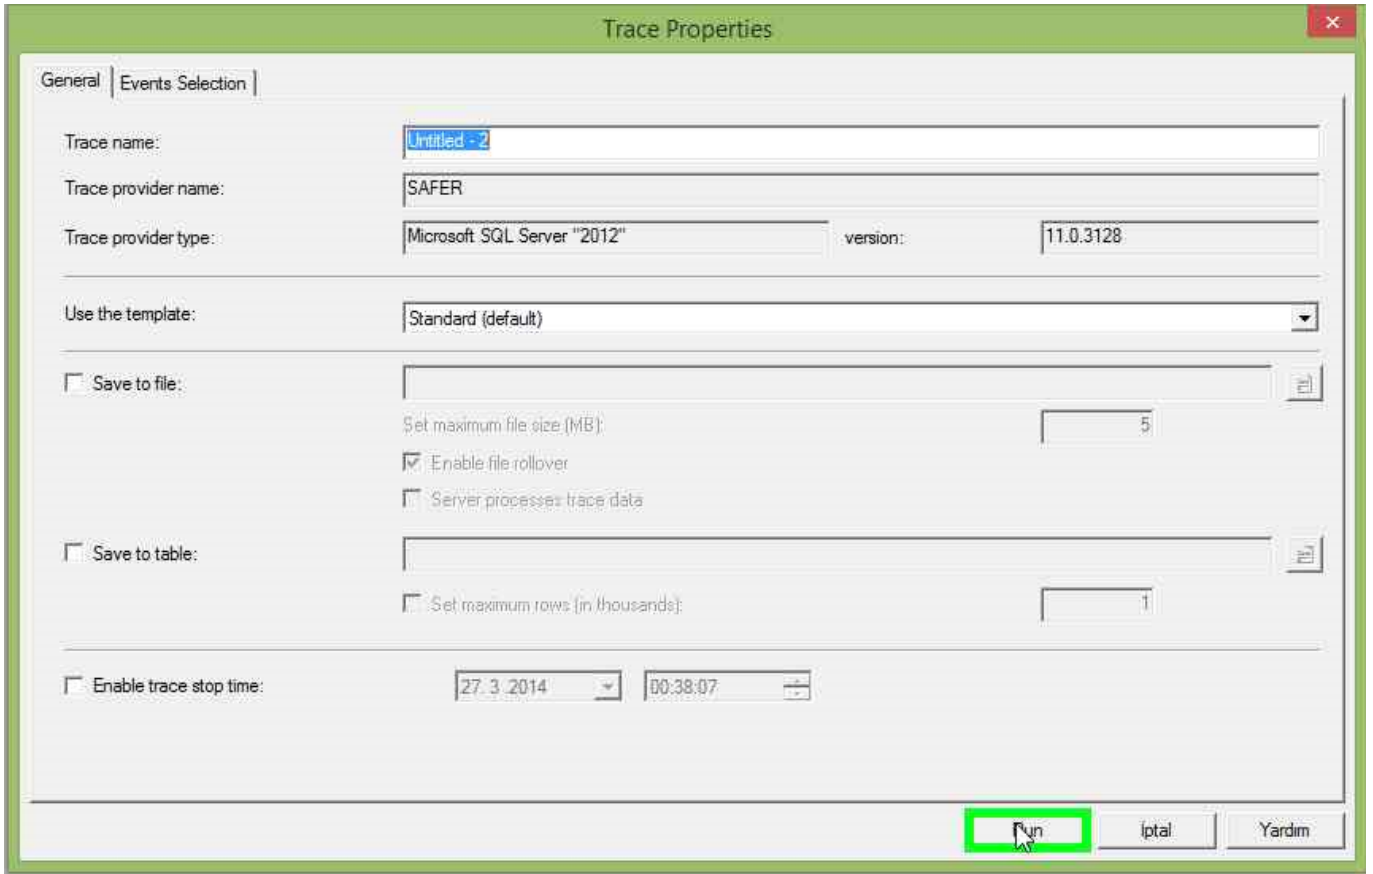 Trace Properties
General Events Selection
Trace name: Untitled - 2
Trace provider name: SAFER
Trace provider type: Microsoft SQL Server "2012" version: 11.0.3128
Use the template: Standard (default)
Save to file:
Set maximum file size (MB): 5
Enable file rollover
Server processes trace data
Save to table:
Set maximum rows (in thousands): 1
Enable trace stop time: 27. 3 .2014 00:38:07
Run İptal Yardım